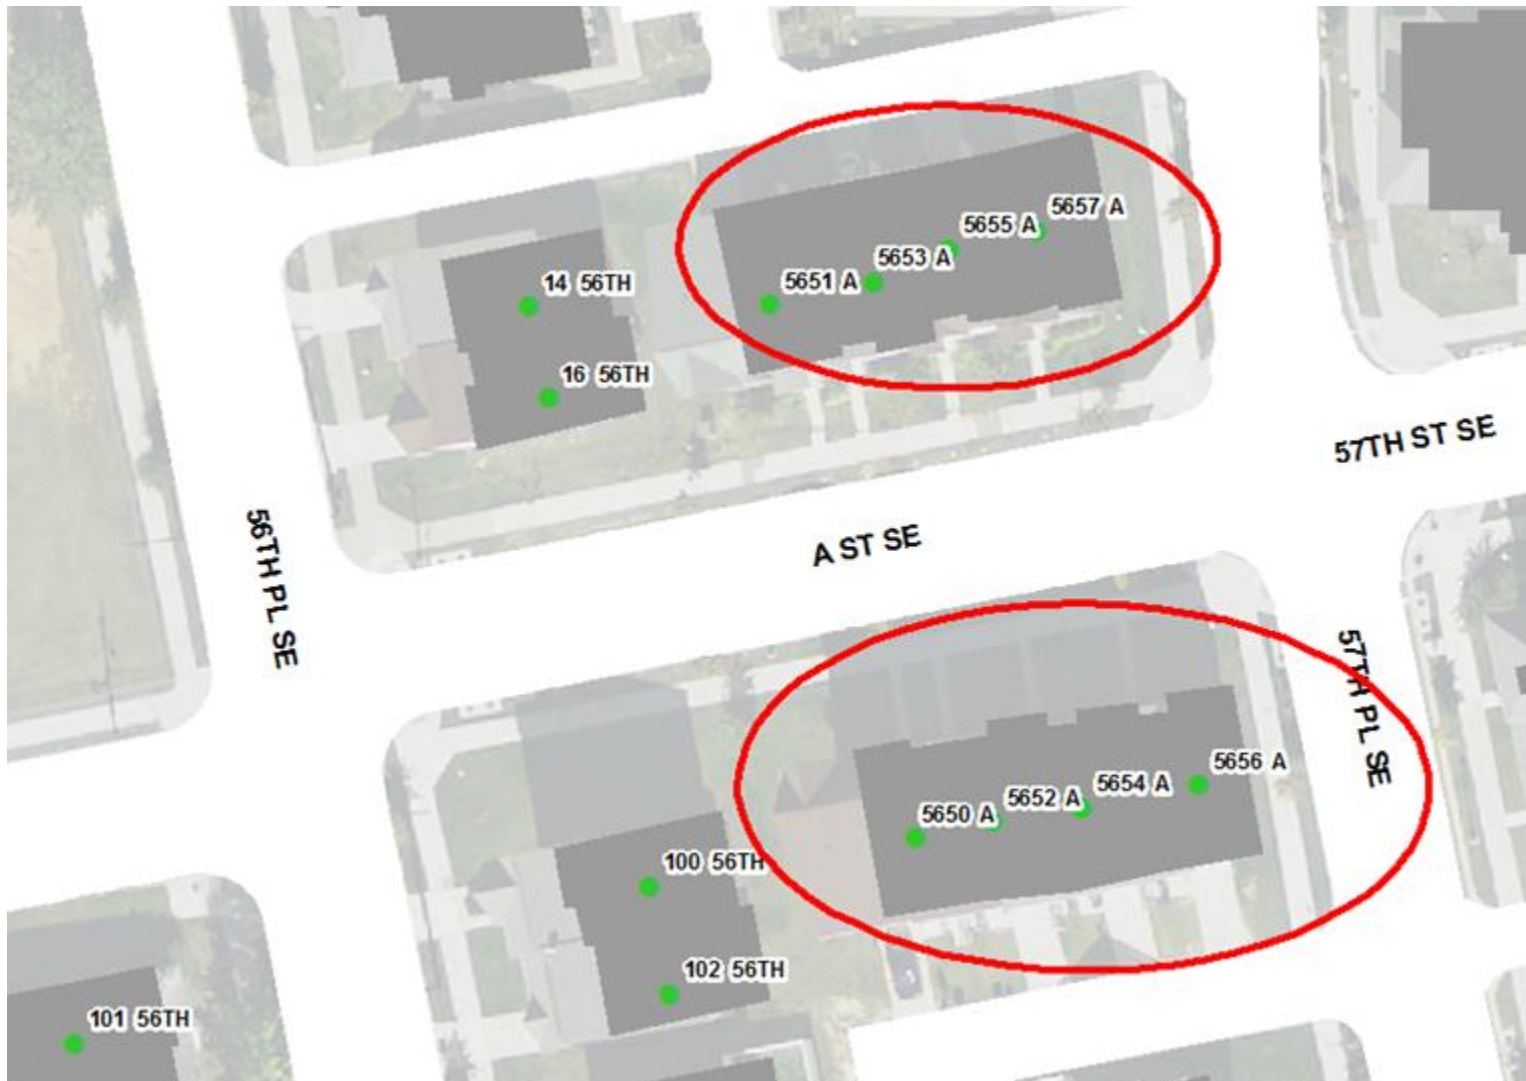 5657 A
5655 A
5653 A
5651 A
14 56TH
16 56TH
57TH ST SE
A ST SE
56TH PL SE
57TH PL SE
5656 A
5654 A
5652 A
5650 A
100 56TH
102 56TH
101 56TH